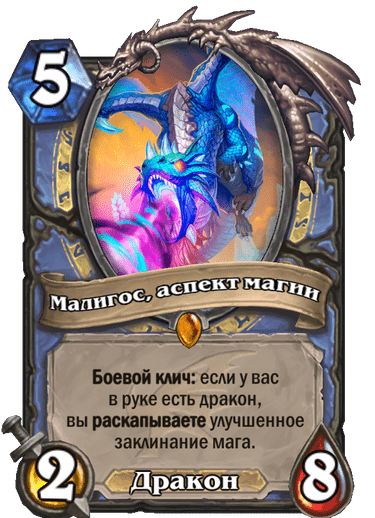 5
Малигос, аспект магии
Боевой клич: если у вас
в руке есть дракон,
вы раскапываете улучшенное
заклинание мага.
2
Дракон
8